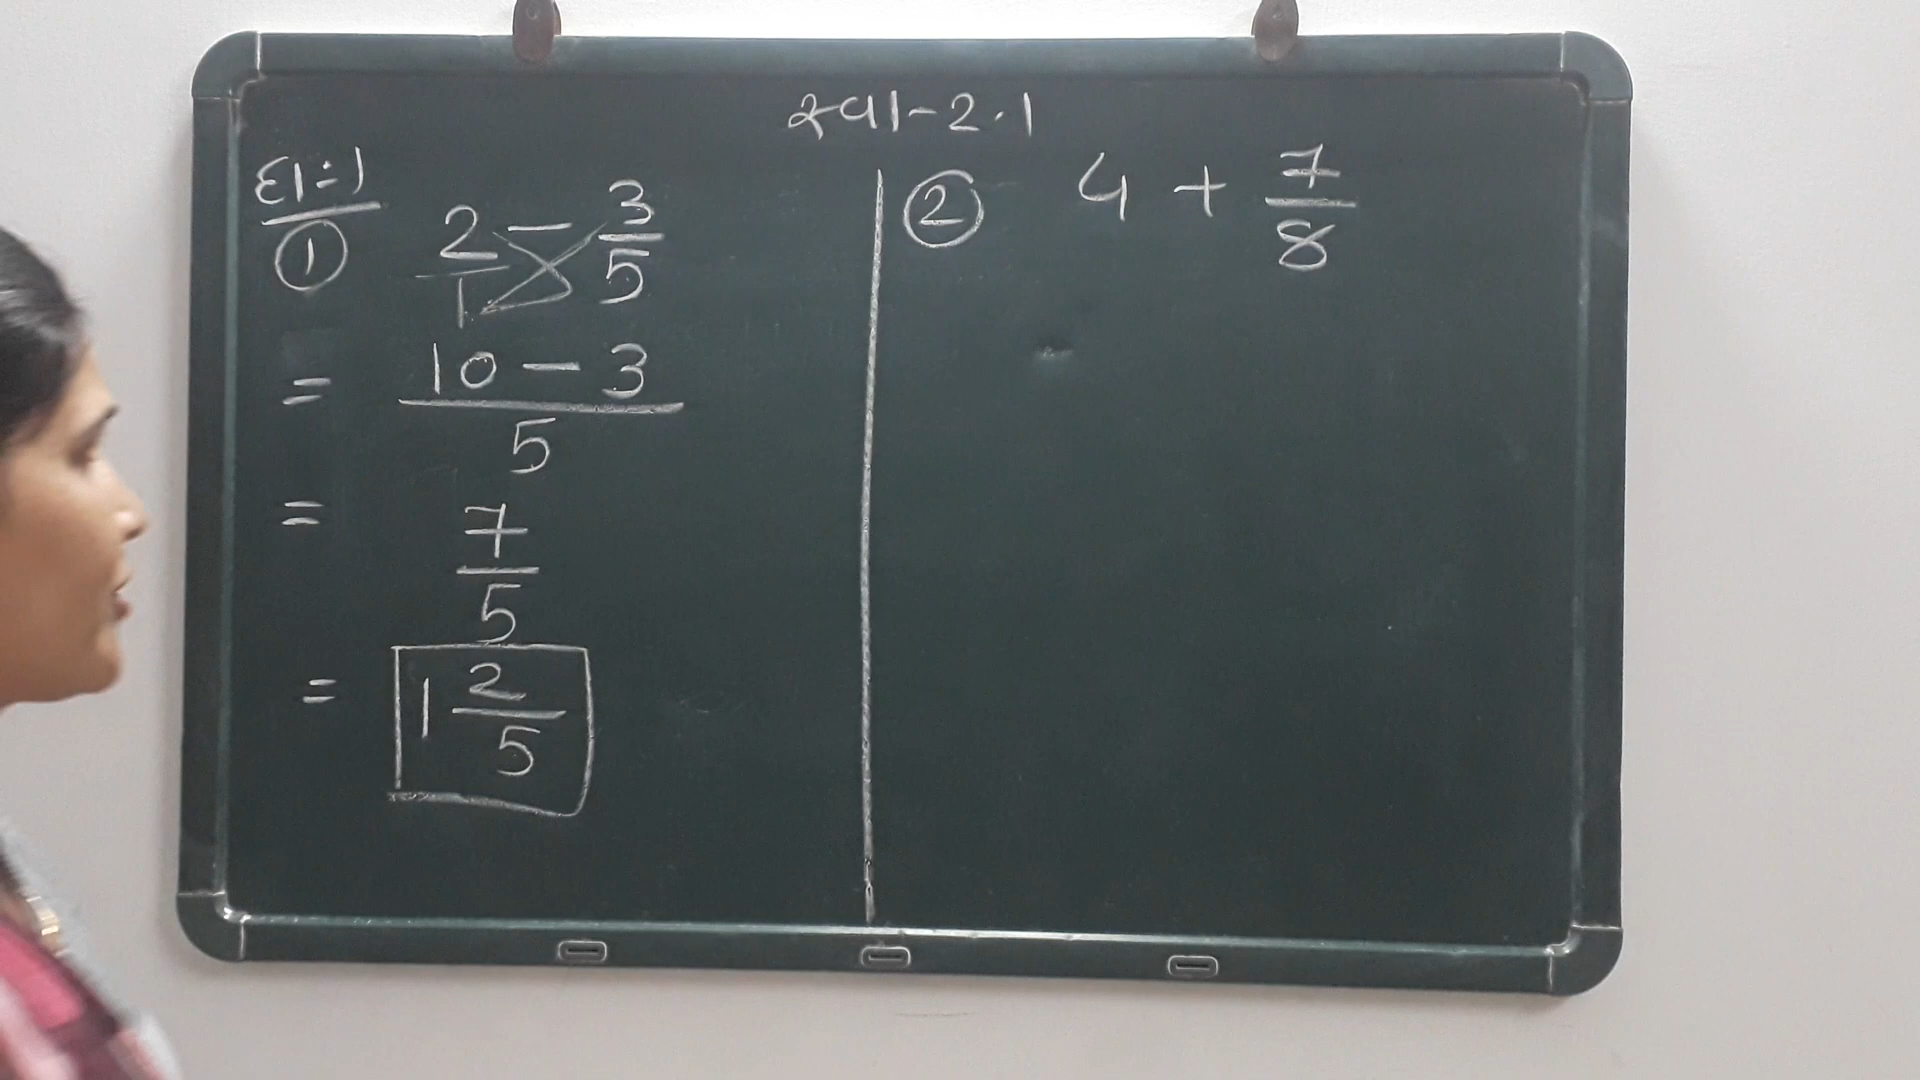 2-1
①
2/1 - 3/5
= 10 - 3 / 5
= 7/5
= 1 2/5
② 4 + 7/8